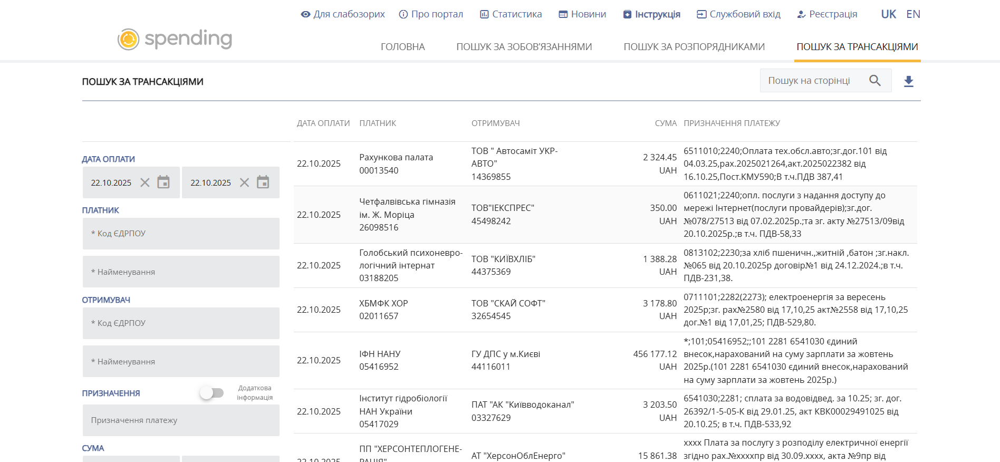 Для слабозорих Про портал Статистика Новини Інструкція Службовий вхід Реєстрація UK EN
spending
ГОЛОВНА ПОШУК ЗА ЗОБОВ'ЯЗАННЯМИ ПОШУК ЗА РОЗПОРЯДНИКАМИ ПОШУК ЗА ТРАНСАКЦІЯМИ
ПОШУК ЗА ТРАНСАКЦІЯМИ
Пошук на сторінці
ДАТА ОПЛАТИ
22.10.2025 22.10.2025
ПЛАТНИК
* Код ЄДРПОУ
* Найменування
ОТРИМУВАЧ
* Код ЄДРПОУ
* Найменування
ПРИЗНАЧЕННЯ
Додаткова
інформація
Призначення платежу
СУМА
ДАТА ОПЛАТИ ПЛАТНИК ОТРИМУВАЧ СУМА ПРИЗНАЧЕННЯ ПЛАТЕЖУ
22.10.2025
Рахункова палата
00013540
ТОВ " Автосаміт УКР-
АВТО"
14369855
2 324.45
UAH
6511010;2240;Оплата тех.обсл.авто;зг.дог.101 від
04.03.25,рах.2025021264,акт.2025022382 від
16.10.25,Пост.КМУ590;В т.ч.ПДВ 387,41
22.10.2025
Четфалвівська гімназія
ім. Ж. Моріца
26098516
ТОВ"ІЕКСПРЕС"
45498242
350.00
UAH
0611021;2240;опл. послуги з надання доступу до
мережі Інтернет(послуги провайдерів);зг.дог.
№078/27513 від 07.02.2025р.;та зг. акту №27513/09від
20.10.2025р.;в т.ч. ПДВ-58,33
22.10.2025
Голобський психоневро-
логічний інтернат
03188205
ТОВ "КИЇВХЛІБ"
44375369
1 388.28
UAH
0813102;2230;за хліб пшеничн.,житній ,батон ;зг.накл.
№065 від 20.10.2025р договір№1 від 24.12.2024.;в т.ч.
ПДВ-231,38.
22.10.2025
ХБМФК ХОР
02011657
ТОВ "СКАЙ СОФТ"
32654545
3 178.80
UAH
0711101;2282(2273); електроенергія за вересень
2025р;зг. рах№2580 від 17,10,25 акт№2558 від 17,10,25
дог.№1 від 17,01,25; ПДВ-529,80.
22.10.2025
ІФН НАНУ
05416952
ГУ ДПС у м.Києві
44116011
456 177.12
UAH
*;101;05416952;;101 2281 6541030 єдиний
внесок,нарахований на суму зарплати за жовтень
2025р.(101 2281 6541030 єдиний внесок,нарахований
на суму зарплати за жовтень 2025р.)
22.10.2025
Інститут гідробіології
НАН України
05417029
ПАТ "АК "Київводоканал"
03327629
3 203.50
UAH
6541030;2281; сплата за водовідвед. за 10.25; зг. дог.
26392/1-5-05-К від 29.01.25, акт КВК00029491025 від
20.10.25; в т.ч. ПДВ-533,92
22.10.2025
ПП "ХЕРСОНТЕПЛОГЕНЕ-
РАЦІЯ"
АТ "ХерсонОблЕнерго"
15 861.38
хххх Плата за послугу з розподілу електричної енергії
згідно рах.№ххххпр від 30.09.хххх, акта №9пр від